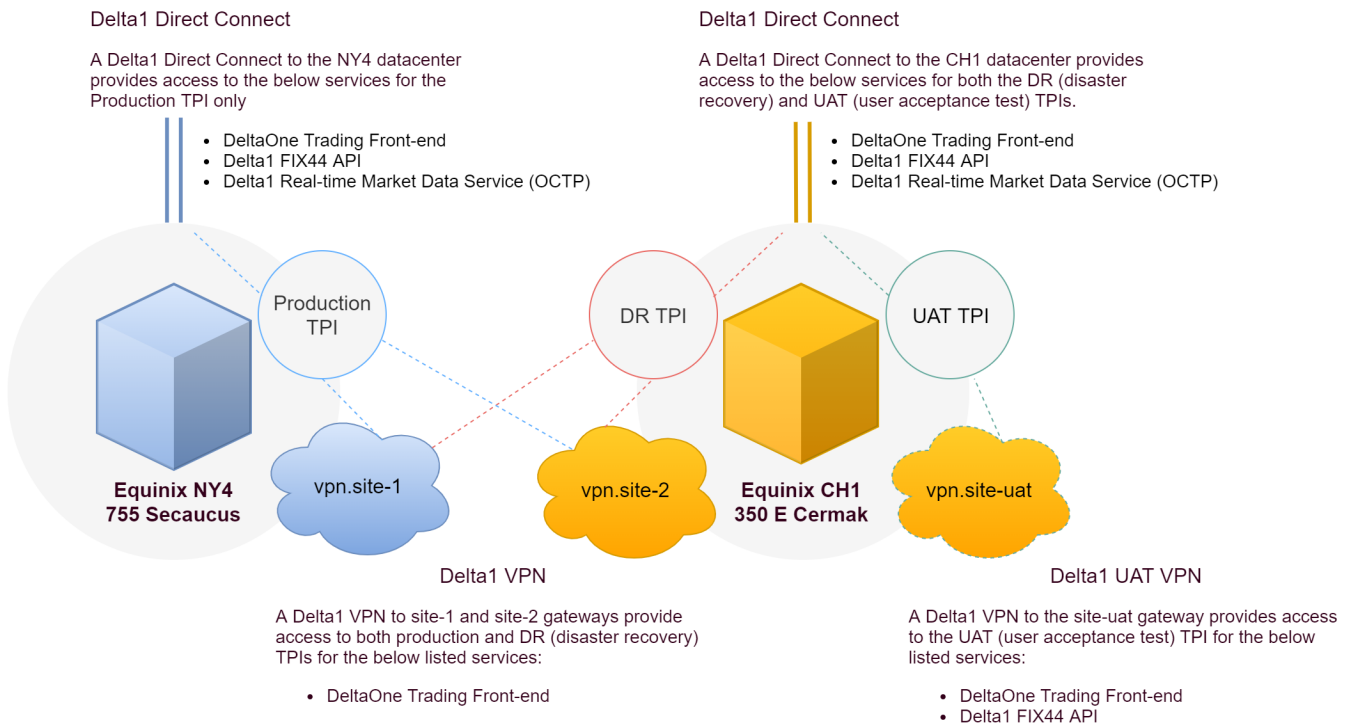 Delta1 Direct Connect
A Delta1 Direct Connect to the NY4 datacenter
provides access to the below services for the
Production TPI only
• DeltaOne Trading Front-end
• Delta1 FIX44 API
• Delta1 Real-time Market Data Service (OCTP)
Delta1 Direct Connect
A Delta1 Direct Connect to the CH1 datacenter provides
access to the below services for both the DR (disaster
recovery) and UAT (user acceptance test) TPIs.
• DeltaOne Trading Front-end
• Delta1 FIX44 API
• Delta1 Real-time Market Data Service (OCTP)
Production
TPI
DR TPI
UAT TPI
Equinix NY4
755 Secaucus
vpn.site-1
vpn.site-2
Equinix CH1
350 E Cermak
vpn.site-uat
Delta1 VPN
A Delta1 VPN to site-1 and site-2 gateways provide
access to both production and DR (disaster recovery)
TPIs for the below listed services:
• DeltaOne Trading Front-end
Delta1 UAT VPN
A Delta1 VPN to the site-uat gateway provides access
to the UAT (user acceptance test) TPI for the below
listed services:
• DeltaOne Trading Front-end
• Delta1 FIX44 API